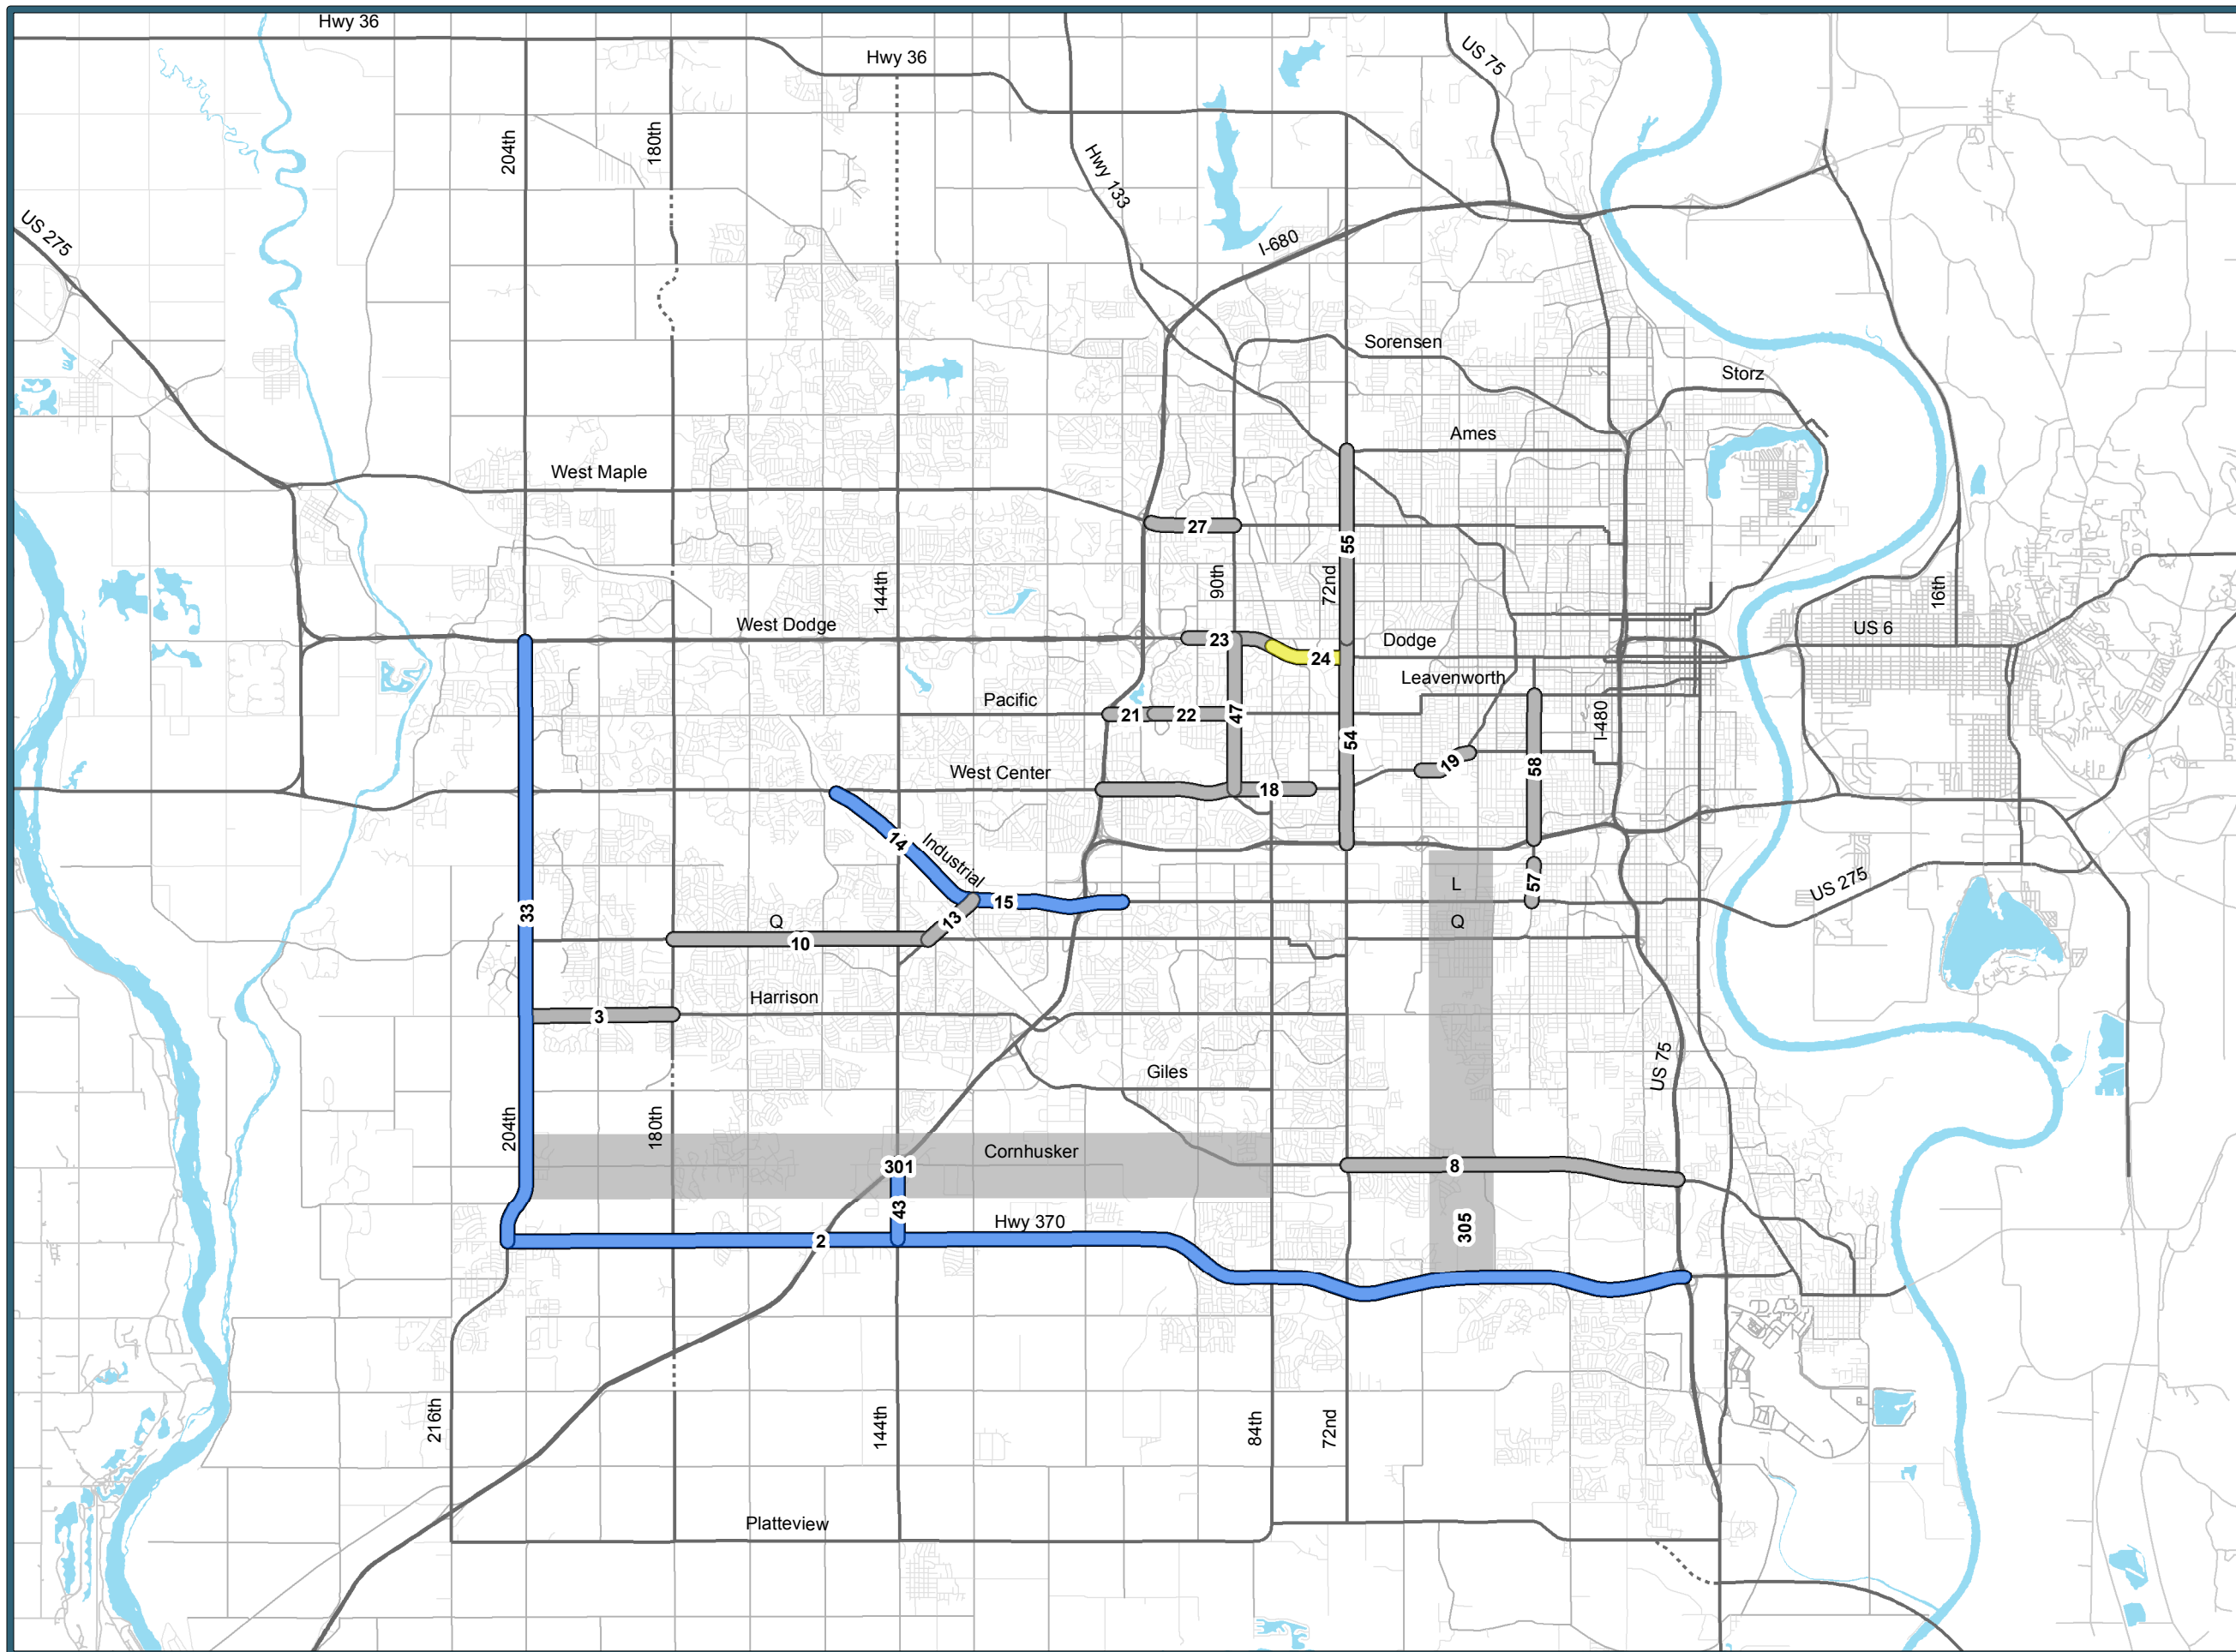 Hwy 36
Hwy 36
US 75
204th
180th
Hwy 133
US 275
I-680
Sorensen
Storz
Ames
West Maple
27
55
144th
90th
72nd
16th
West Dodge
23
Dodge
US 6
24
Leavenworth
Pacific
21
22
47
54
I-480
19
58
West Center
18
14
Industrial
L
57
US 275
15
33
Q
13
Q
10
Harrison
3
US 75
Giles
204th
180th
Cornhusker
301
8
43
Hwy 370
305
2
216th
144th
84th
72nd
Platteview